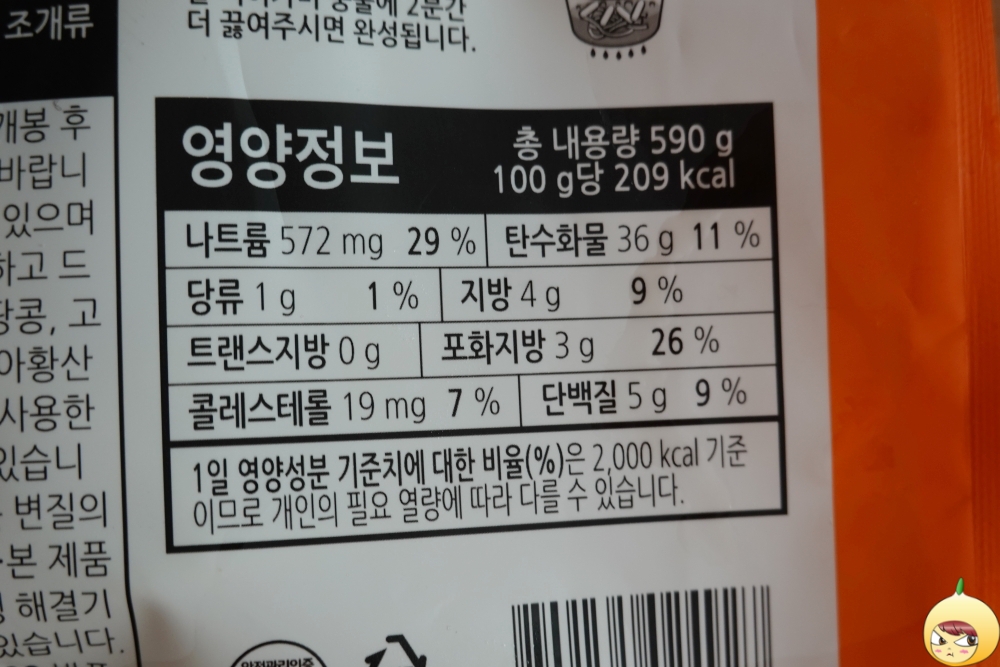 조개류
더 끓여주시면 완성됩니다.
개봉 후
바랍니
있으며
하고 드
땅콩, 고
아황산
사용한
있습니
변질의
본 제품
해결기
있습니다.
영양정보
총 내용량 590 g
100 g당 209 kcal
나트륨 572 mg 29 % 탄수화물 36 g 11 %
당류 1 g 1 % 지방 4 g 9 %
트랜스지방 0 g 포화지방 3 g 26 %
콜레스테롤 19 mg 7 % 단백질 5 g 9 %
1일 영양성분 기준치에 대한 비율(%)은 2,000 kcal 기준
이므로 개인의 필요 열량에 따라 다를 수 있습니다.
안전관리인증